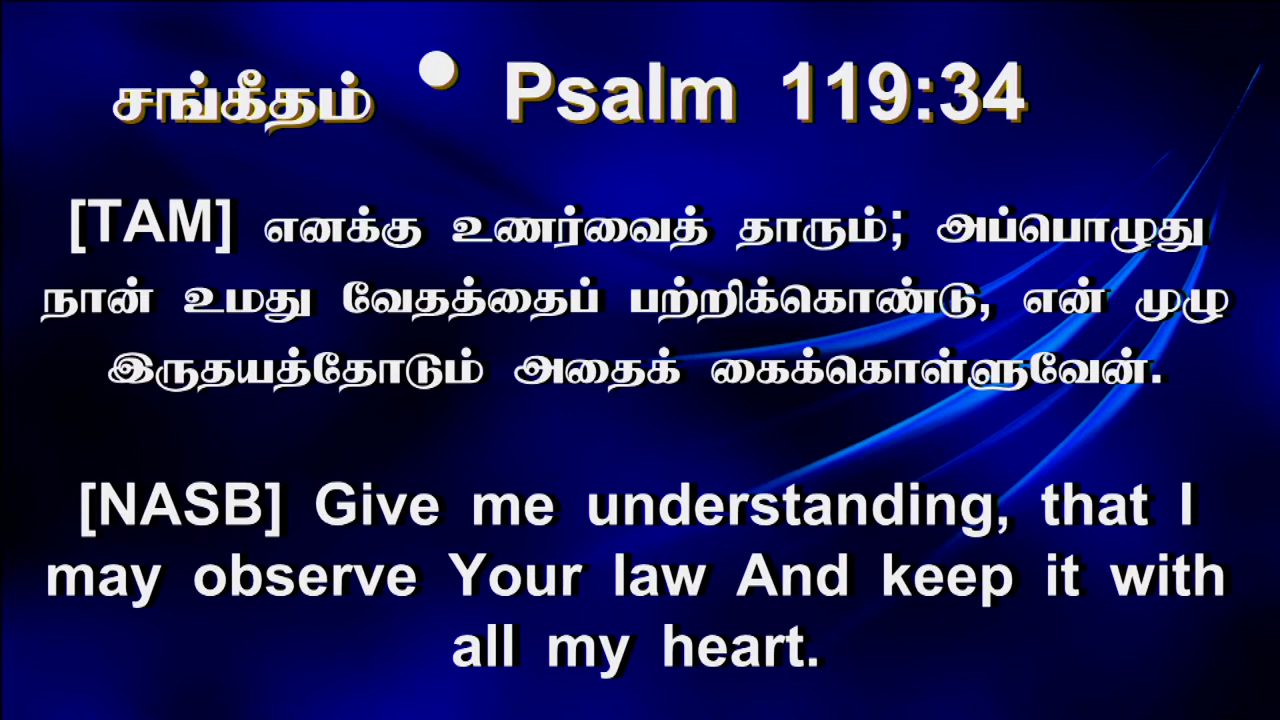 சங்கீதம் • Psalm 119:34
[TAM] எனக்கு உணர்வைத் தாரும்; அப்பொழுது
நான் உமது வேதத்தைப் பற்றிக்கொண்டு, என் முழு
இருதயத்தோடும் அதைக் கைக்கொள்ளுவேன்.
[NASB] Give me understanding, that I
may observe Your law And keep it with
all my heart.